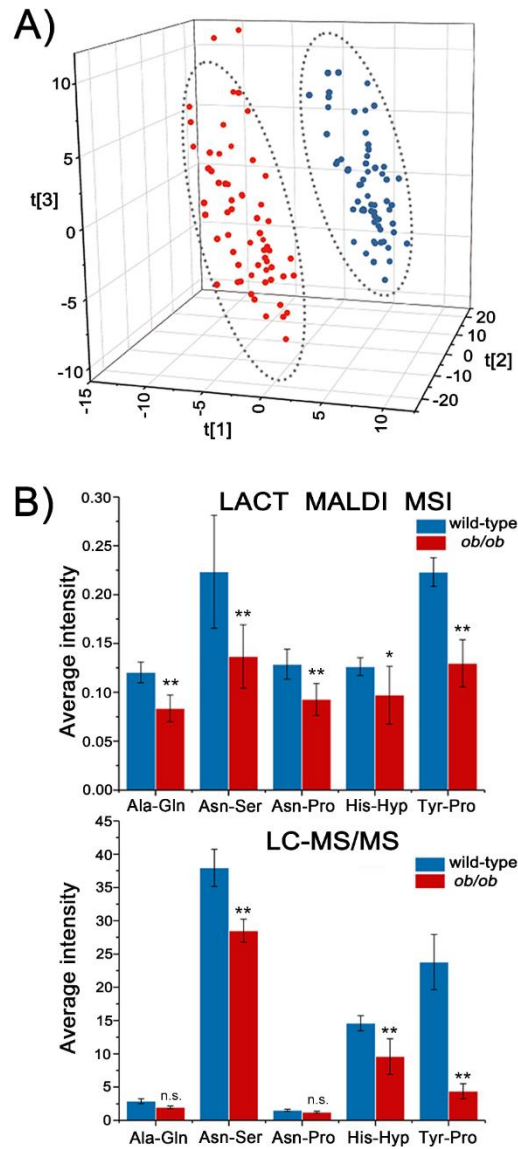 A)
10
5
t[3]
0
-5
-10
-15
-10
-5
0
5
10
t[1]
20
10
0
-10
-20
t[2]
B)
LACT MALDI MSI
wild-type
ob/ob
Average intensity
0.30
0.25
0.20
0.15
0.10
0.05
0.00
**
**
**
*
**
Ala-Gln Asn-Ser Asn-Pro His-Hyp Tyr-Pro
LC-MS/MS
wild-type
ob/ob
Average intensity
45
40
35
30
25
20
15
10
5
0
n.s.
**
n.s.
**
**
Ala-Gln Asn-Ser Asn-Pro His-Hyp Tyr-Pro